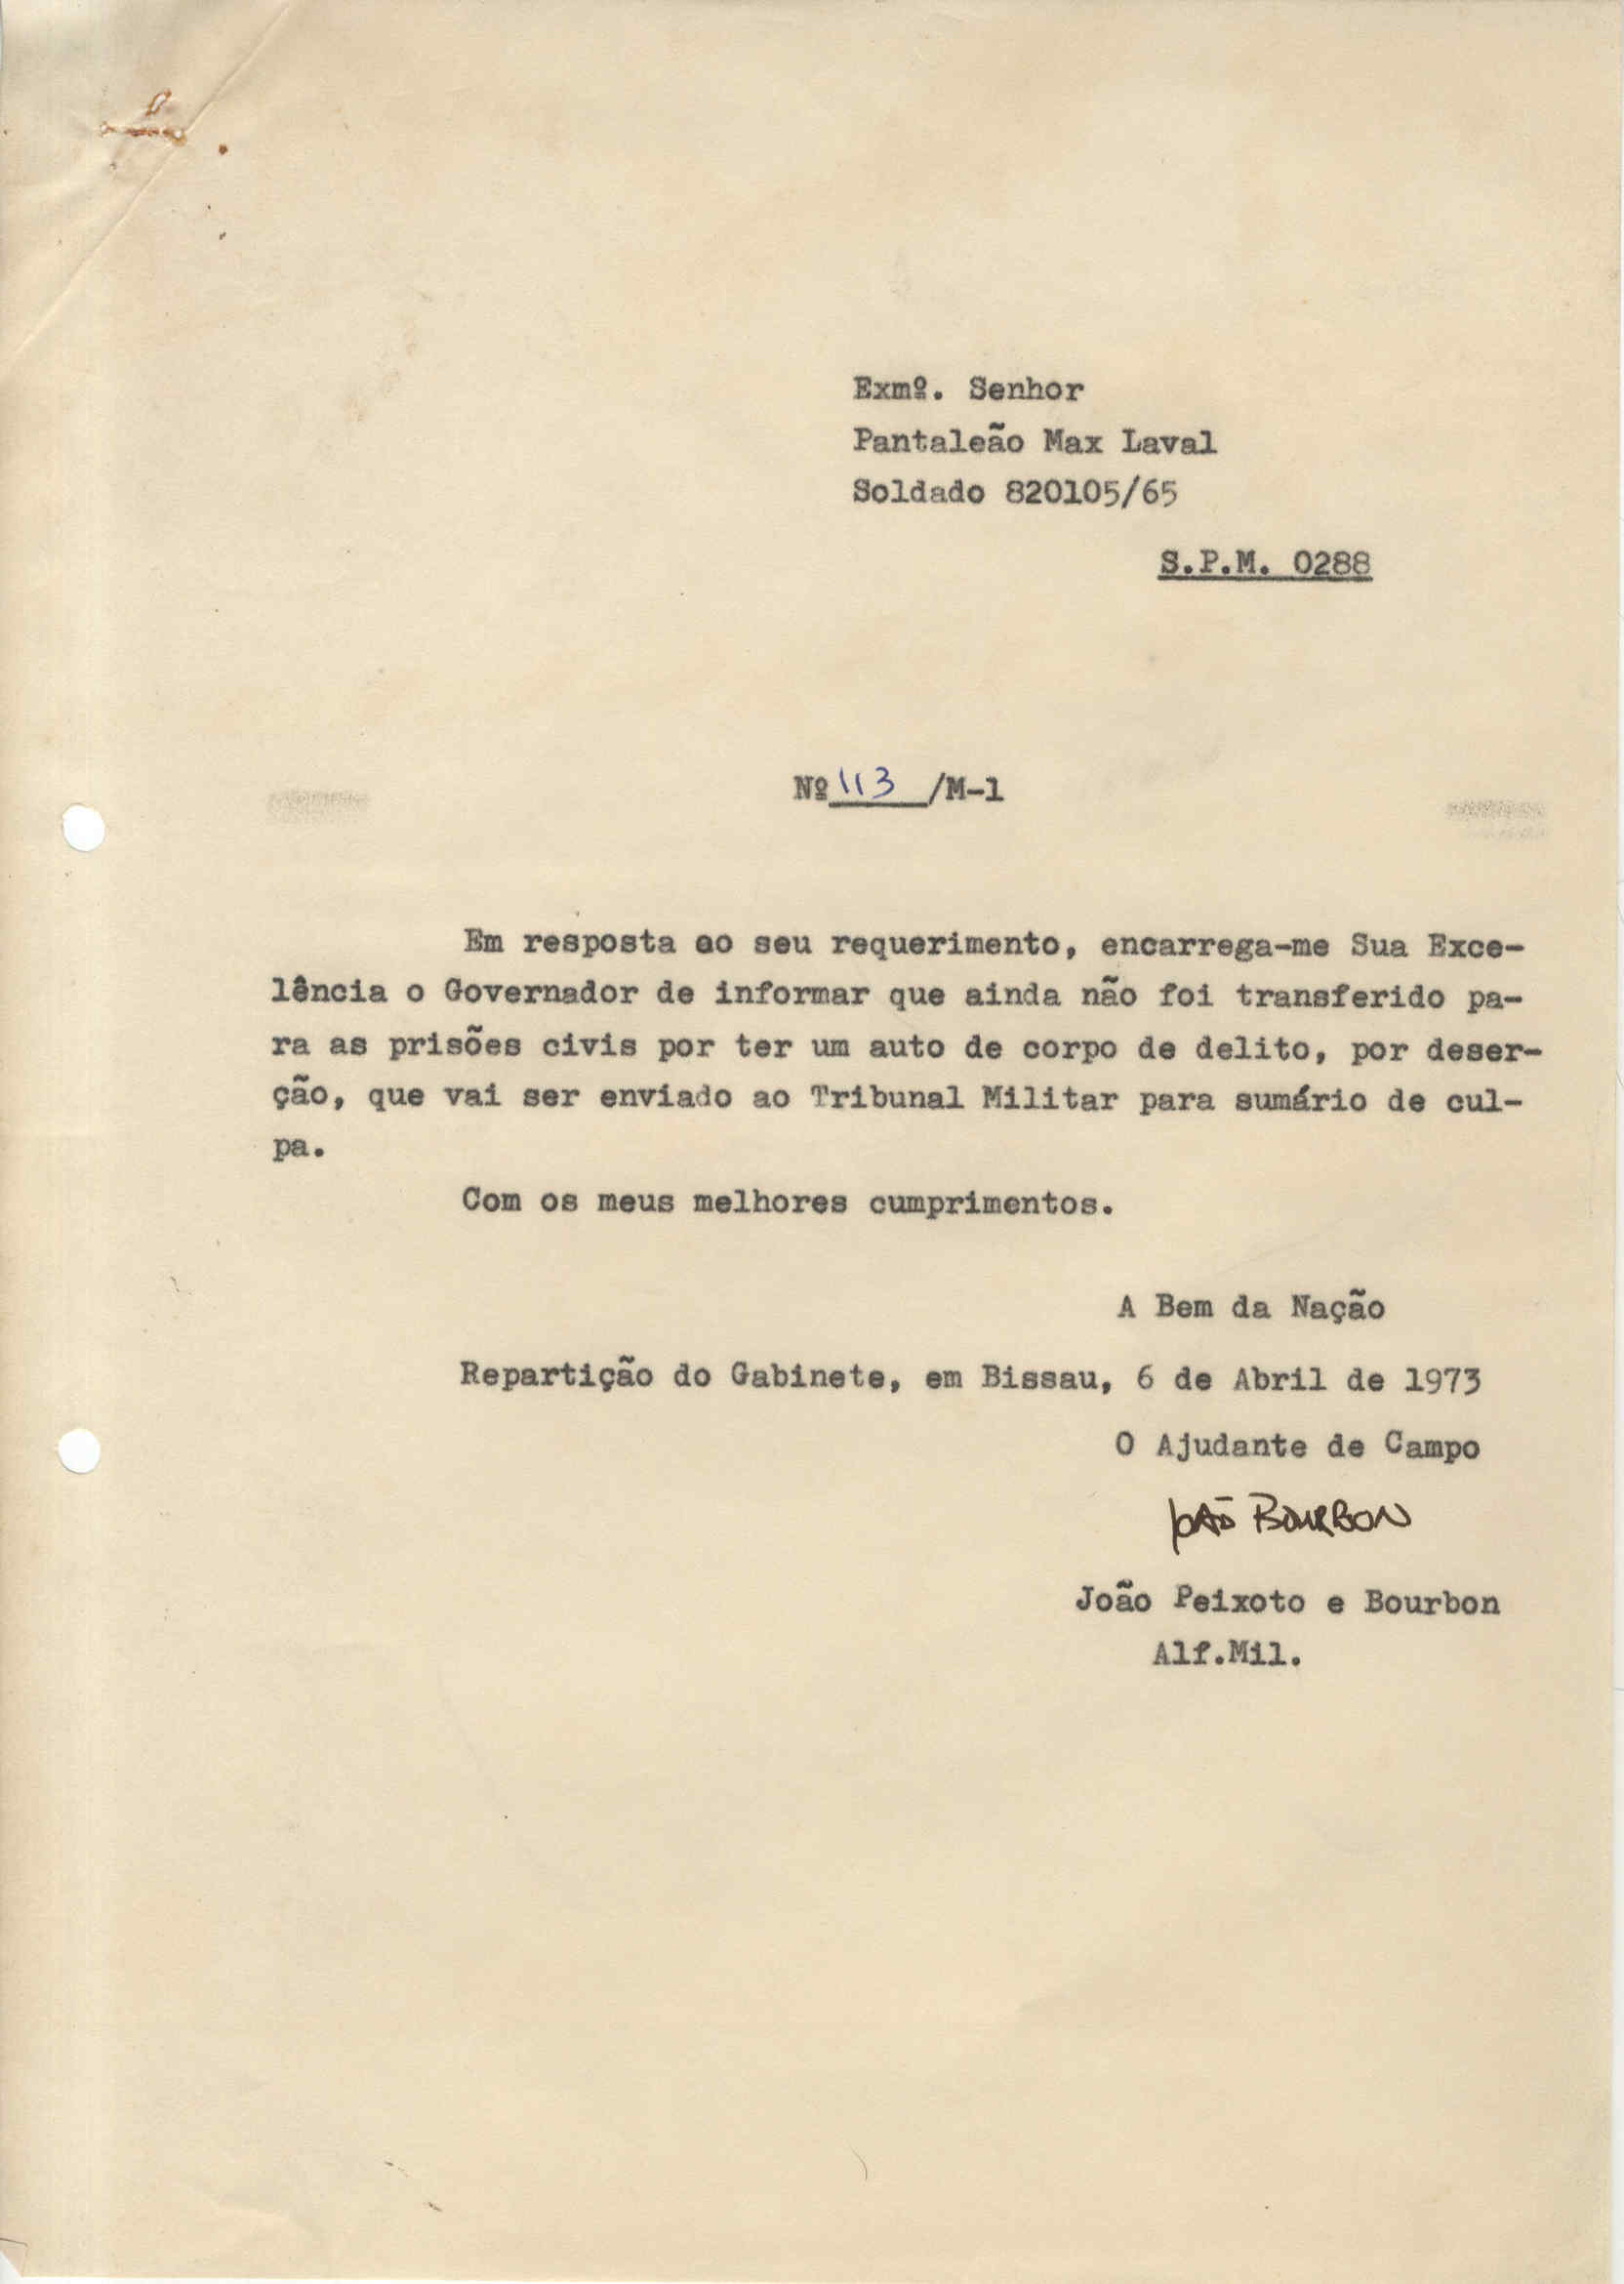 Exmº. Senhor
Pantaleão Max Laval
Soldado 820105/65
S.P.M. 0288
Nº 113 /M-1
Em resposta ao seu requerimento, encarrega-me Sua Exce-
lência o Governador de informar que ainda não foi transferido pa-
ra as prisões civis por ter um auto de corpo de delito, por deser-
ção, que vai ser enviado ao Tribunal Militar para sumário de cul-
pa.
Com os meus melhores cumprimentos.
A Bem da Nação
Repartição do Gabinete, em Bissau, 6 de Abril de 1973
O Ajudante de Campo
JOÃO BOURBON
João Peixoto e Bourbon
Alf.Mil.